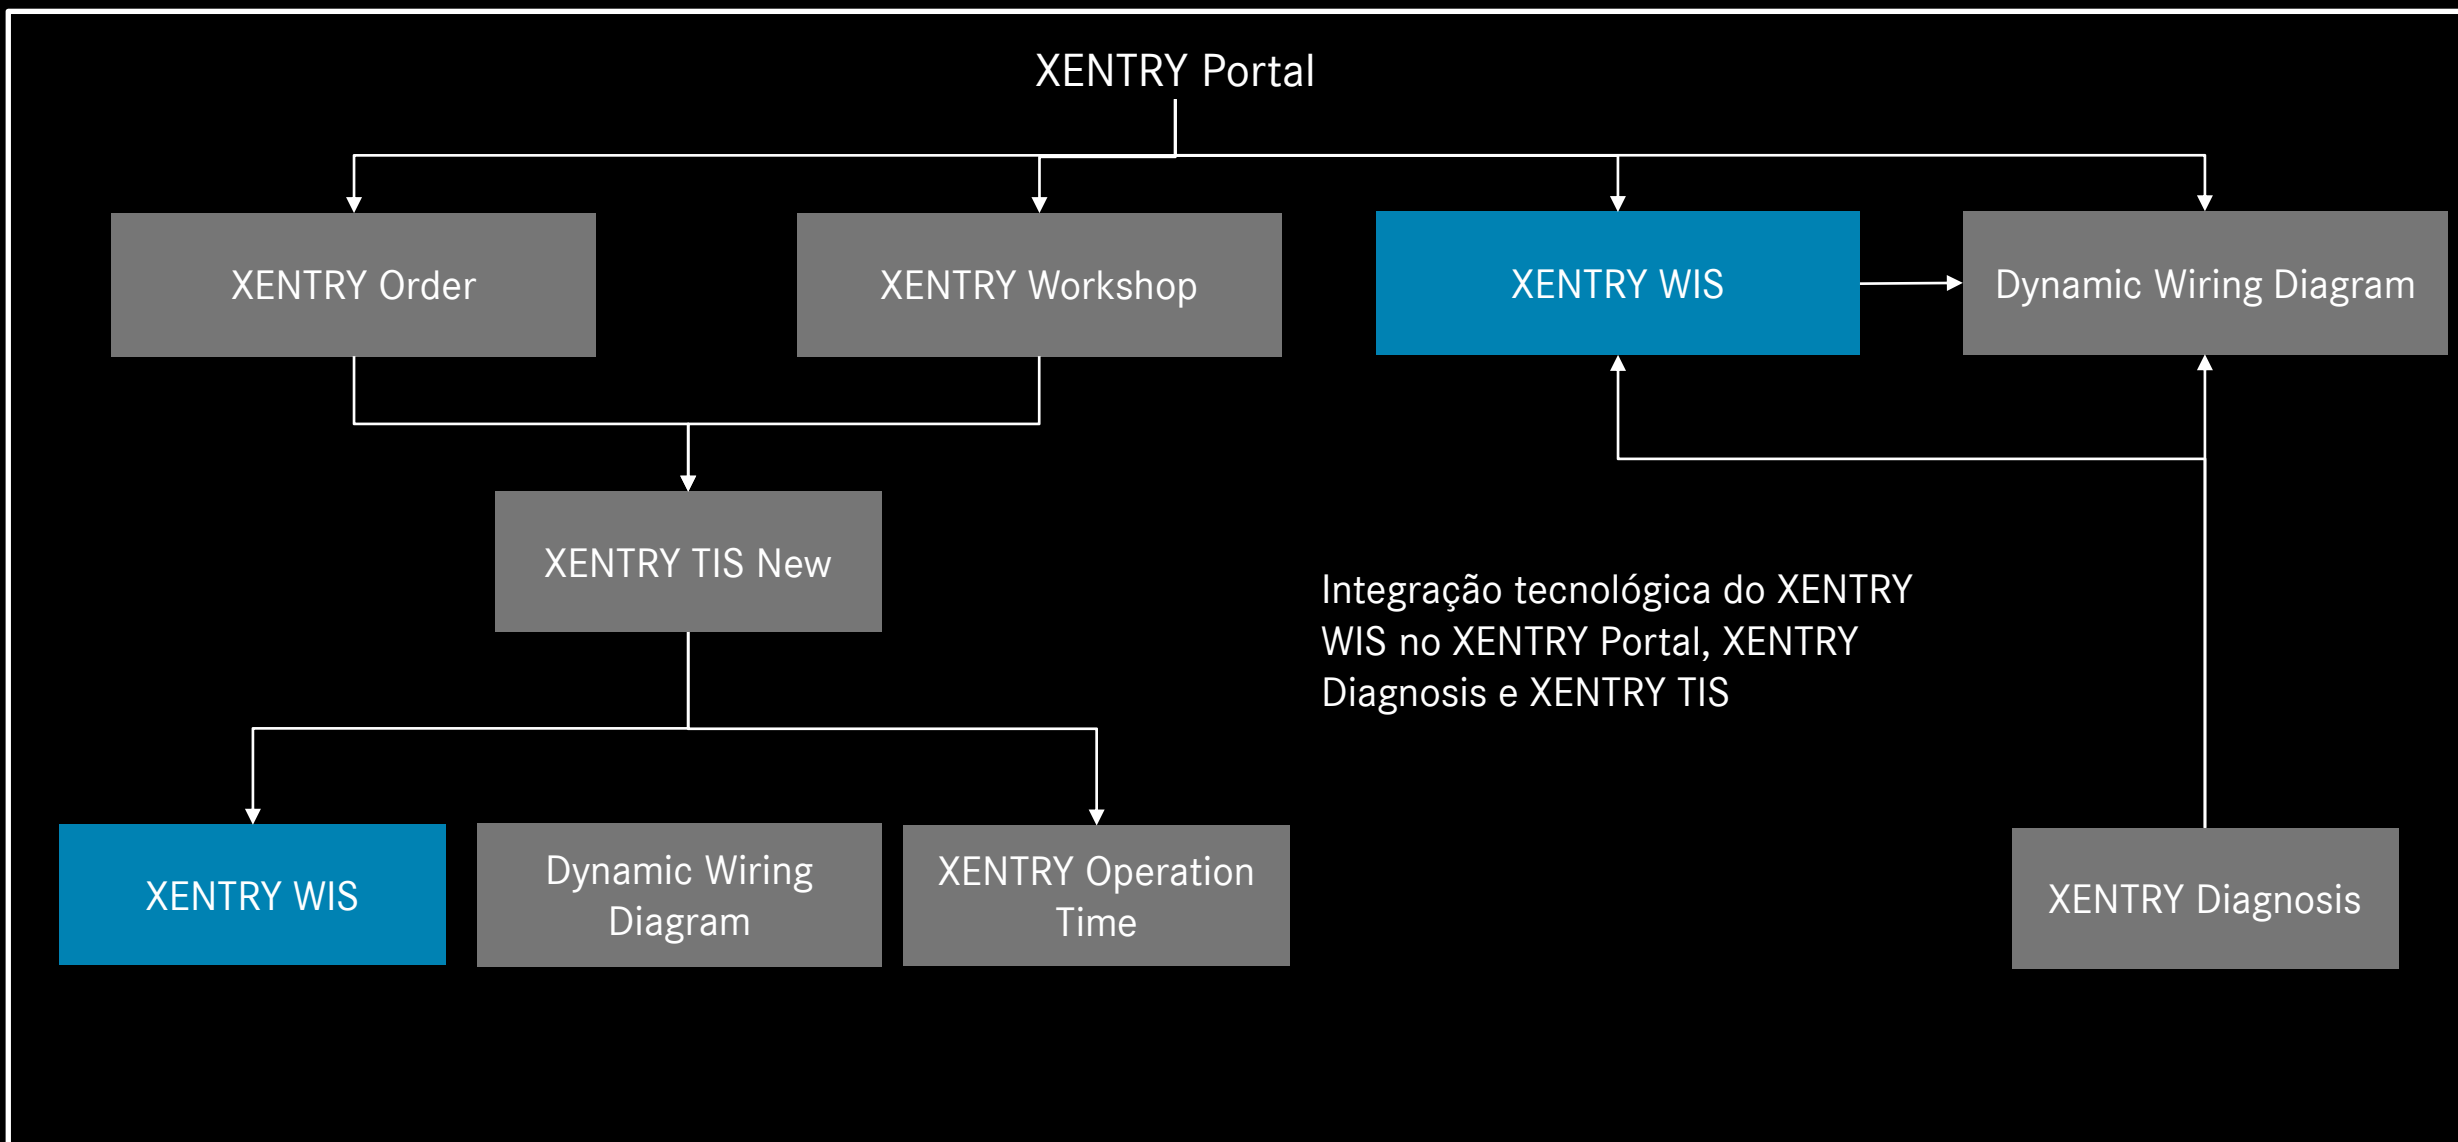 XENTRY Portal
XENTRY Order
XENTRY Workshop
XENTRY WIS
Dynamic Wiring Diagram
XENTRY TIS New
Integração tecnológica do XENTRY
WIS no XENTRY Portal, XENTRY
Diagnosis e XENTRY TIS
XENTRY WIS
Dynamic Wiring
Diagram
XENTRY Operation
Time
XENTRY Diagnosis